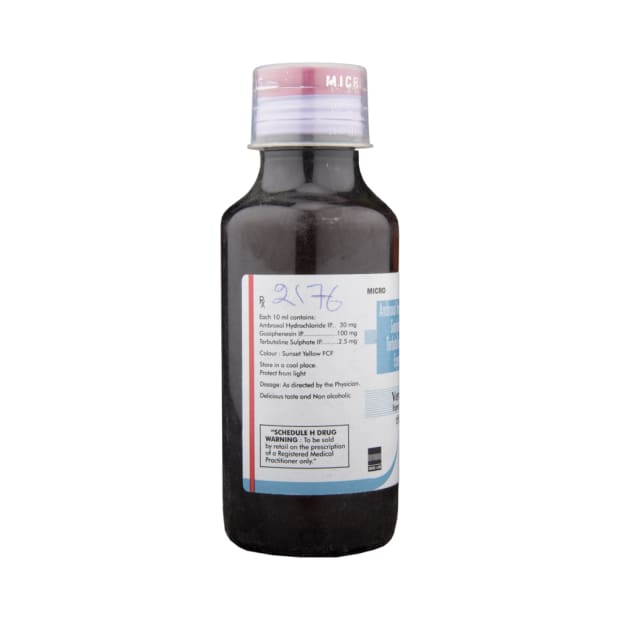 MICR
℞ 2176
Each 10 ml contains:
Ambroxol Hydrochloride IP.. 30 mg
Guaiphenesin IP.................100 mg
Terbutaline Sulphate IP........2.5 mg
Colour : Sunset Yellow FCF
Store in a cool place.
Protect from light
Dosage: As directed by the Physician.
Delicious taste and Non alcoholic
"SCHEDULE H DRUG
WARNING : To be sold
by retail on the prescription
of a Registered Medical
Practitioner only."
MICRO